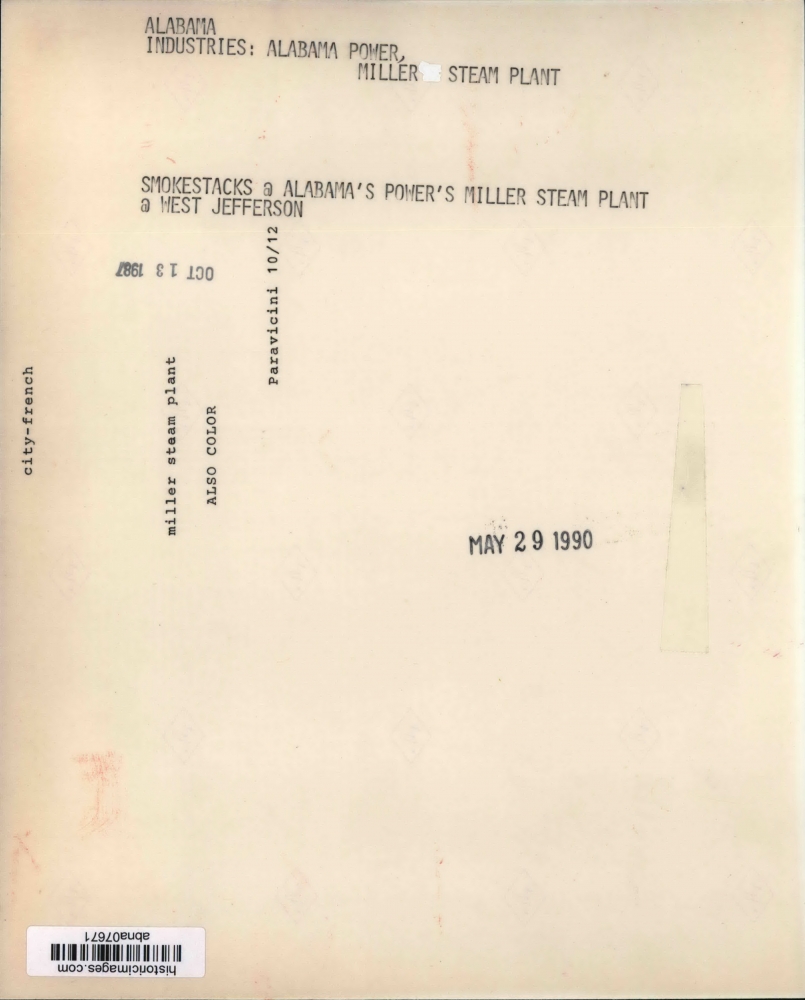 ALABAMA
INDUSTRIES: ALABAMA POWER,
MILLER STEAM PLANT
SMOKESTACKS @ ALABAMA'S POWER'S MILLER STEAM PLANT
@ WEST JEFFERSON
OCT 13 1987
Paravicini 10/12
miller steam plant
ALSO COLOR
city-french
MAY 29 1990
historicimages.com
abna07671